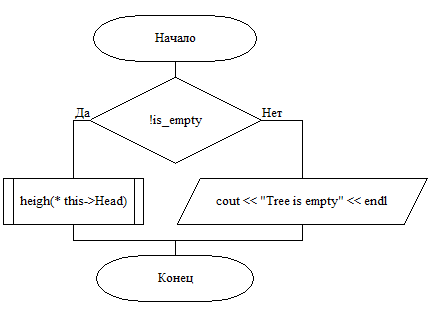 Начало
Да
Нет
!is_empty
heigh(* this->Head)
cout << "Tree is empty" << endl
Конец